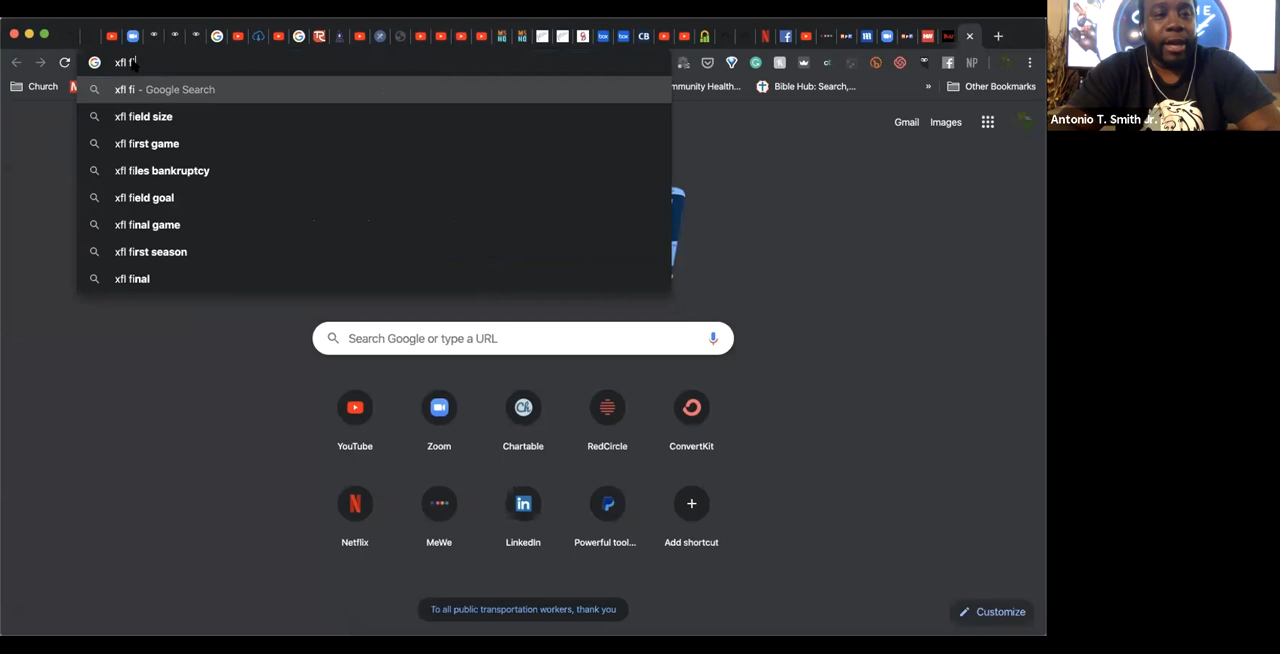 xfl fi
Church
mmunity Health...
Bible Hub: Search,...
»
Other Bookmarks
NP
xfl fi - Google Search
xfl field size
xfl first game
xfl files bankruptcy
xfl field goal
xfl final game
xfl first season
xfl final
Gmail Images
Search Google or type a URL
YouTube Zoom Chartable RedCircle ConvertKit
Netflix MeWe LinkedIn Powerful tool... Add shortcut
To all public transportation workers, thank you
Customize
Antonio T. Smith Jr.